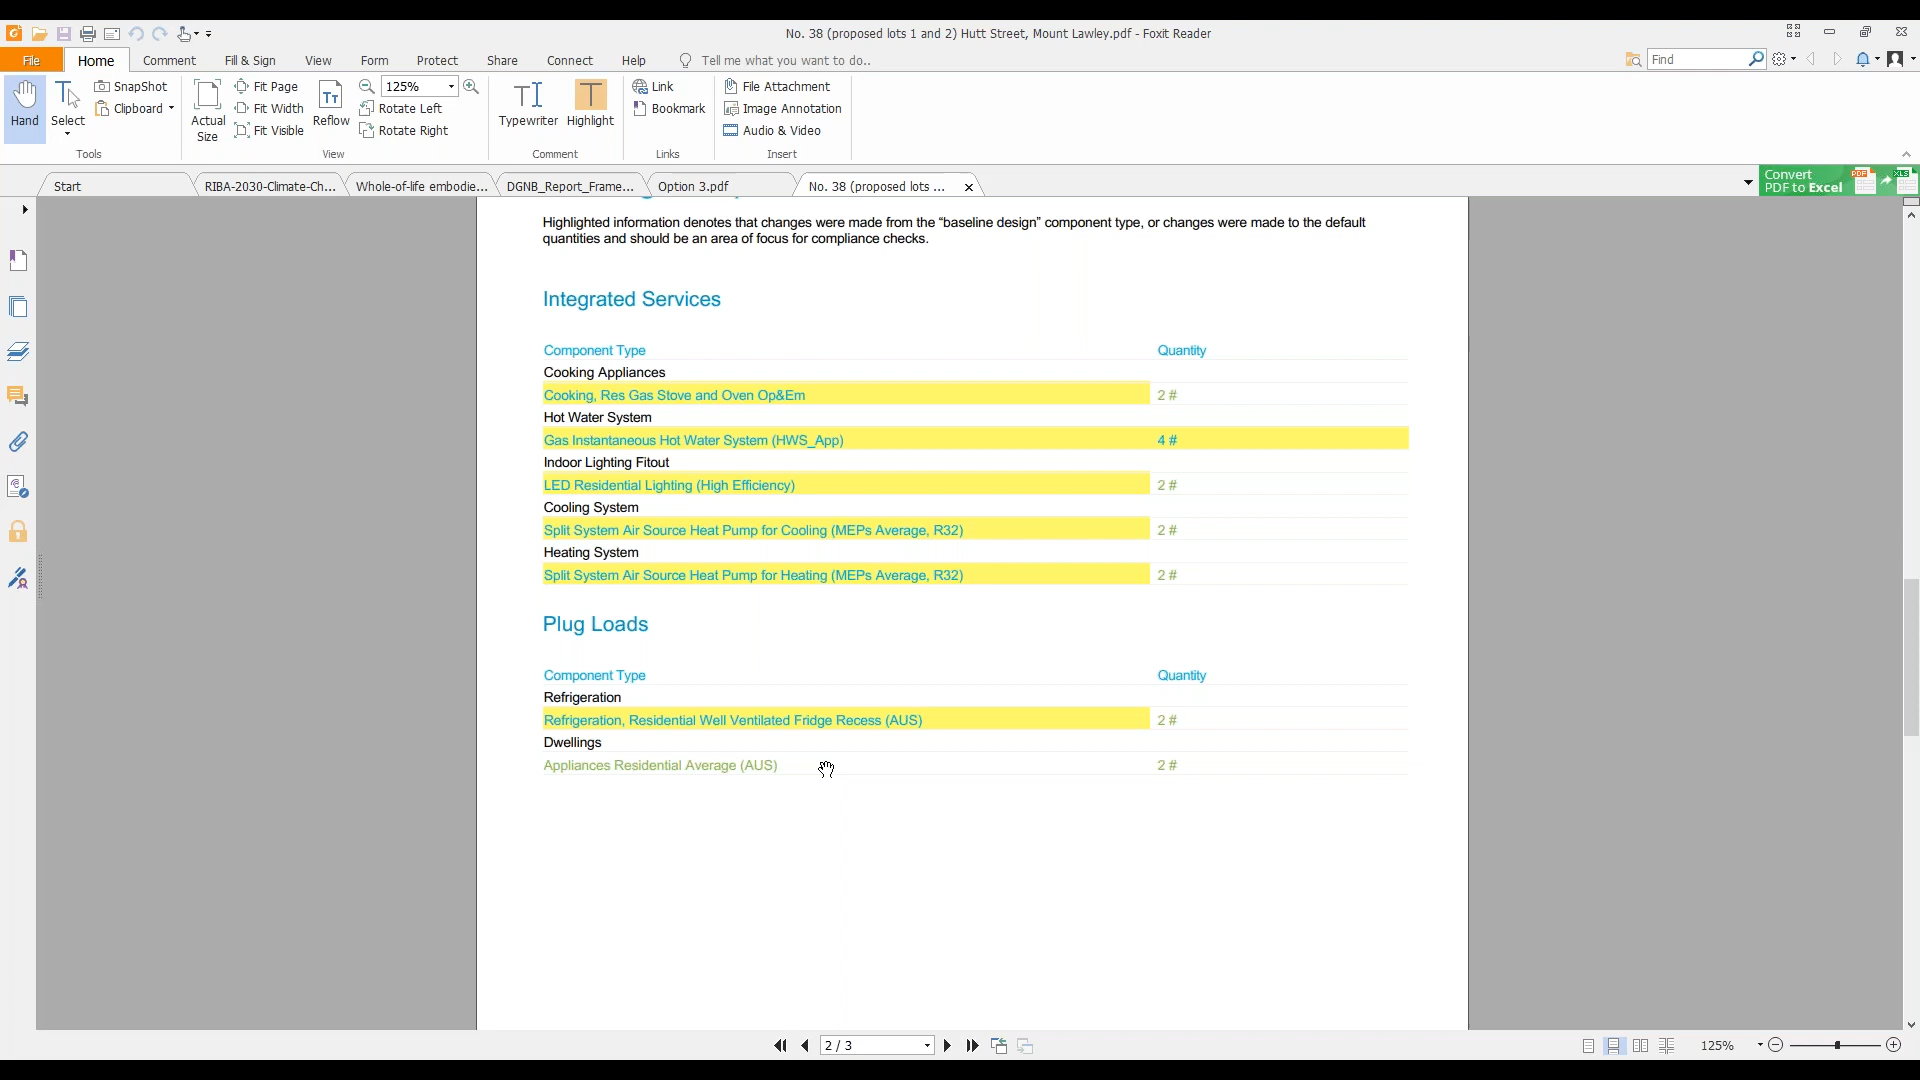 No. 38 (proposed lots 1 and 2) Hutt Street, Mount Lawley.pdf - Foxit Reader
File Home Comment Fill & Sign View Form Protect Share Connect Help Tell me what you want to do.. Find
Hand
Select
SnapShot
Clipboard
Tools
Actual Size
Fit Page
Fit Width
Fit Visible
Reflow
125%
Rotate Left
Rotate Right
View
Typewriter
Highlight
Comment
Link
Bookmark
Links
File Attachment
Image Annotation
Audio & Video
Insert
Start RIBA-2030-Climate-Ch... Whole-of-life embodie... DGNB_Report_Frame... Option 3.pdf No. 38 (proposed lots ...
Convert
PDF to Excel
PDF XLS
Highlighted information denotes that changes were made from the “baseline design” component type, or changes were made to the default
quantities and should be an area of focus for compliance checks.
Integrated Services
Component Type Quantity
Cooking Appliances
Cooking, Res Gas Stove and Oven Op&Em 2 #
Hot Water System
Gas Instantaneous Hot Water System (HWS_App) 4 #
Indoor Lighting Fitout
LED Residential Lighting (High Efficiency) 2 #
Cooling System
Split System Air Source Heat Pump for Cooling (MEPs Average, R32) 2 #
Heating System
Split System Air Source Heat Pump for Heating (MEPs Average, R32) 2 #
Plug Loads
Component Type Quantity
Refrigeration
Refrigeration, Residential Well Ventilated Fridge Recess (AUS) 2 #
Dwellings
Appliances Residential Average (AUS) 2 #
2 / 3
125%